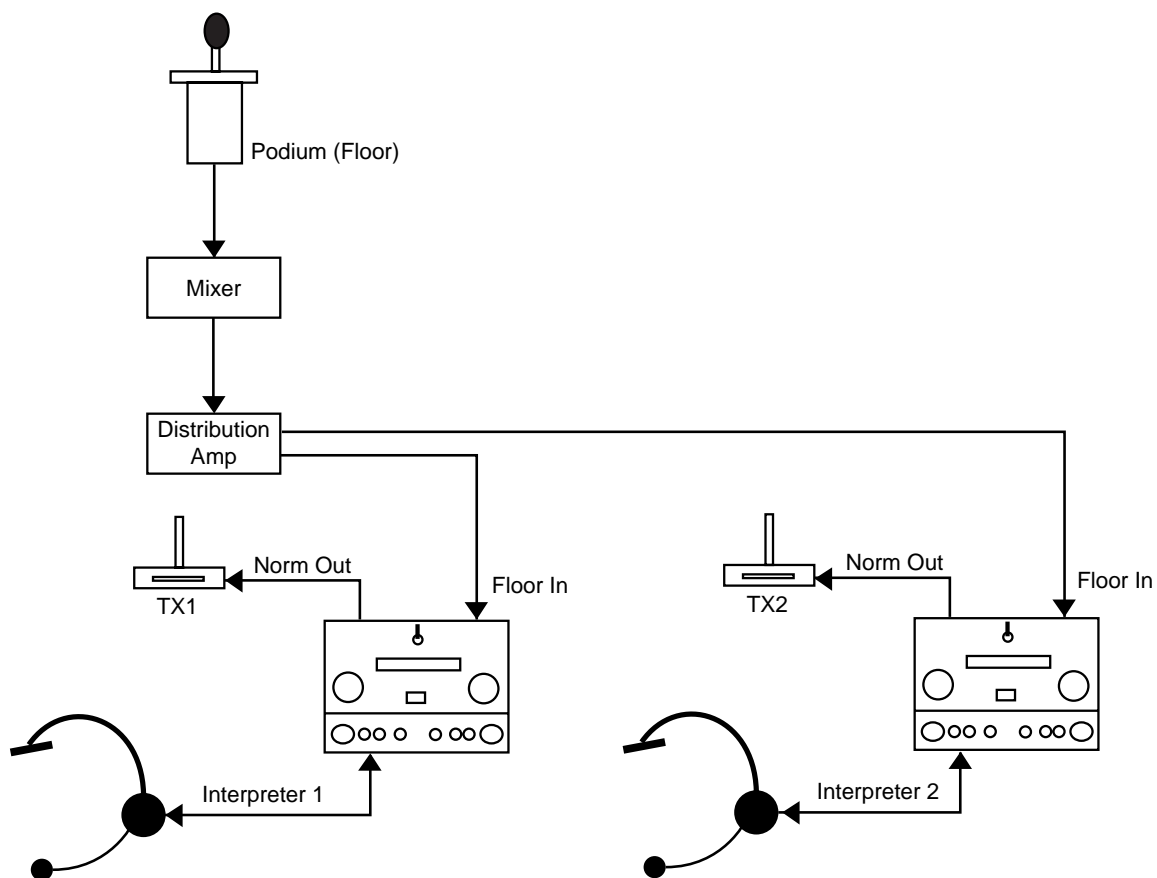 Podium (Floor)
Mixer
Distribution
Amp
Norm Out
TX1
Floor In
Norm Out
TX2
Floor In
Interpreter 1
Interpreter 2